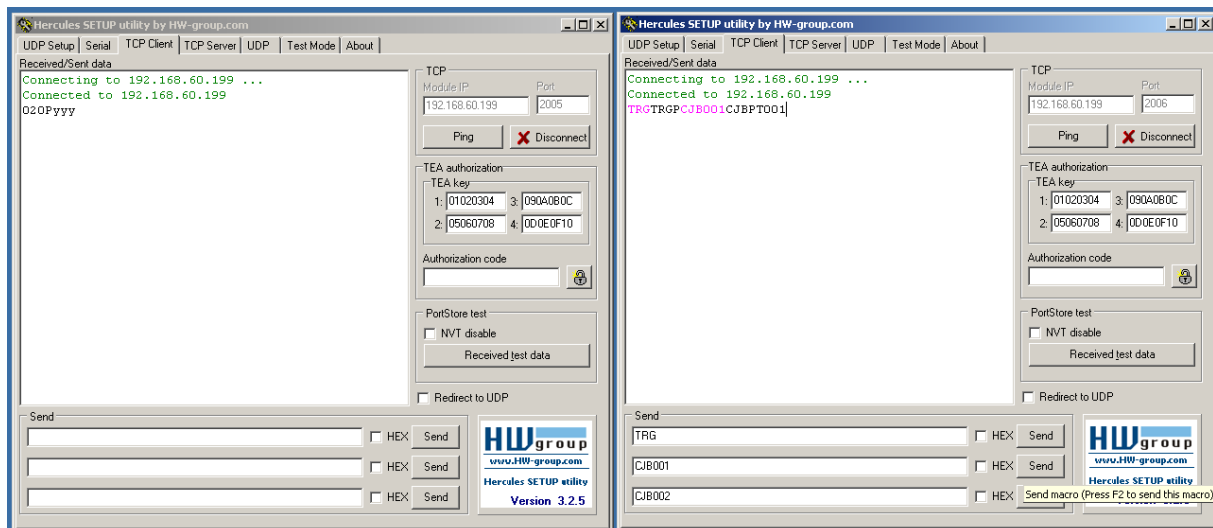 Hercules SETUP utility by HW-group.com
UDP Setup Serial TCP Client TCP Server UDP Test Mode About
Received/Sent data
Connecting to 192.168.60.199 ...
Connected to 192.168.60.199
020Pyyy
TCP
Module IP Port
192.168.60.199 2005
Ping Disconnect
TEA authorization
TEA key
1: 01020304 3: 090A0B0C
2: 05060708 4: 0D0E0F10
Authorization code
PortStore test
NVT disable
Received test data
Redirect to UDP
Send
HEX Send
HEX Send
HEX Send
HW group
www.HW-group.com
Hercules SETUP utility
Version 3.2.5
Hercules SETUP utility by HW-group.com
UDP Setup Serial TCP Client TCP Server UDP Test Mode About
Received/Sent data
Connecting to 192.168.60.199 ...
Connected to 192.168.60.199
TRGTRGPCJB001CJBPT001
TCP
Module IP Port
192.168.60.199 2006
Ping Disconnect
TEA authorization
TEA key
1: 01020304 3: 090A0B0C
2: 05060708 4: 0D0E0F10
Authorization code
PortStore test
NVT disable
Received test data
Redirect to UDP
Send
TRG HEX Send
CJB001 HEX Send
CJB002 HEX
HW group
www.HW-group.com
Hercules SETUP utility
Send macro (Press F2 to send this macro)